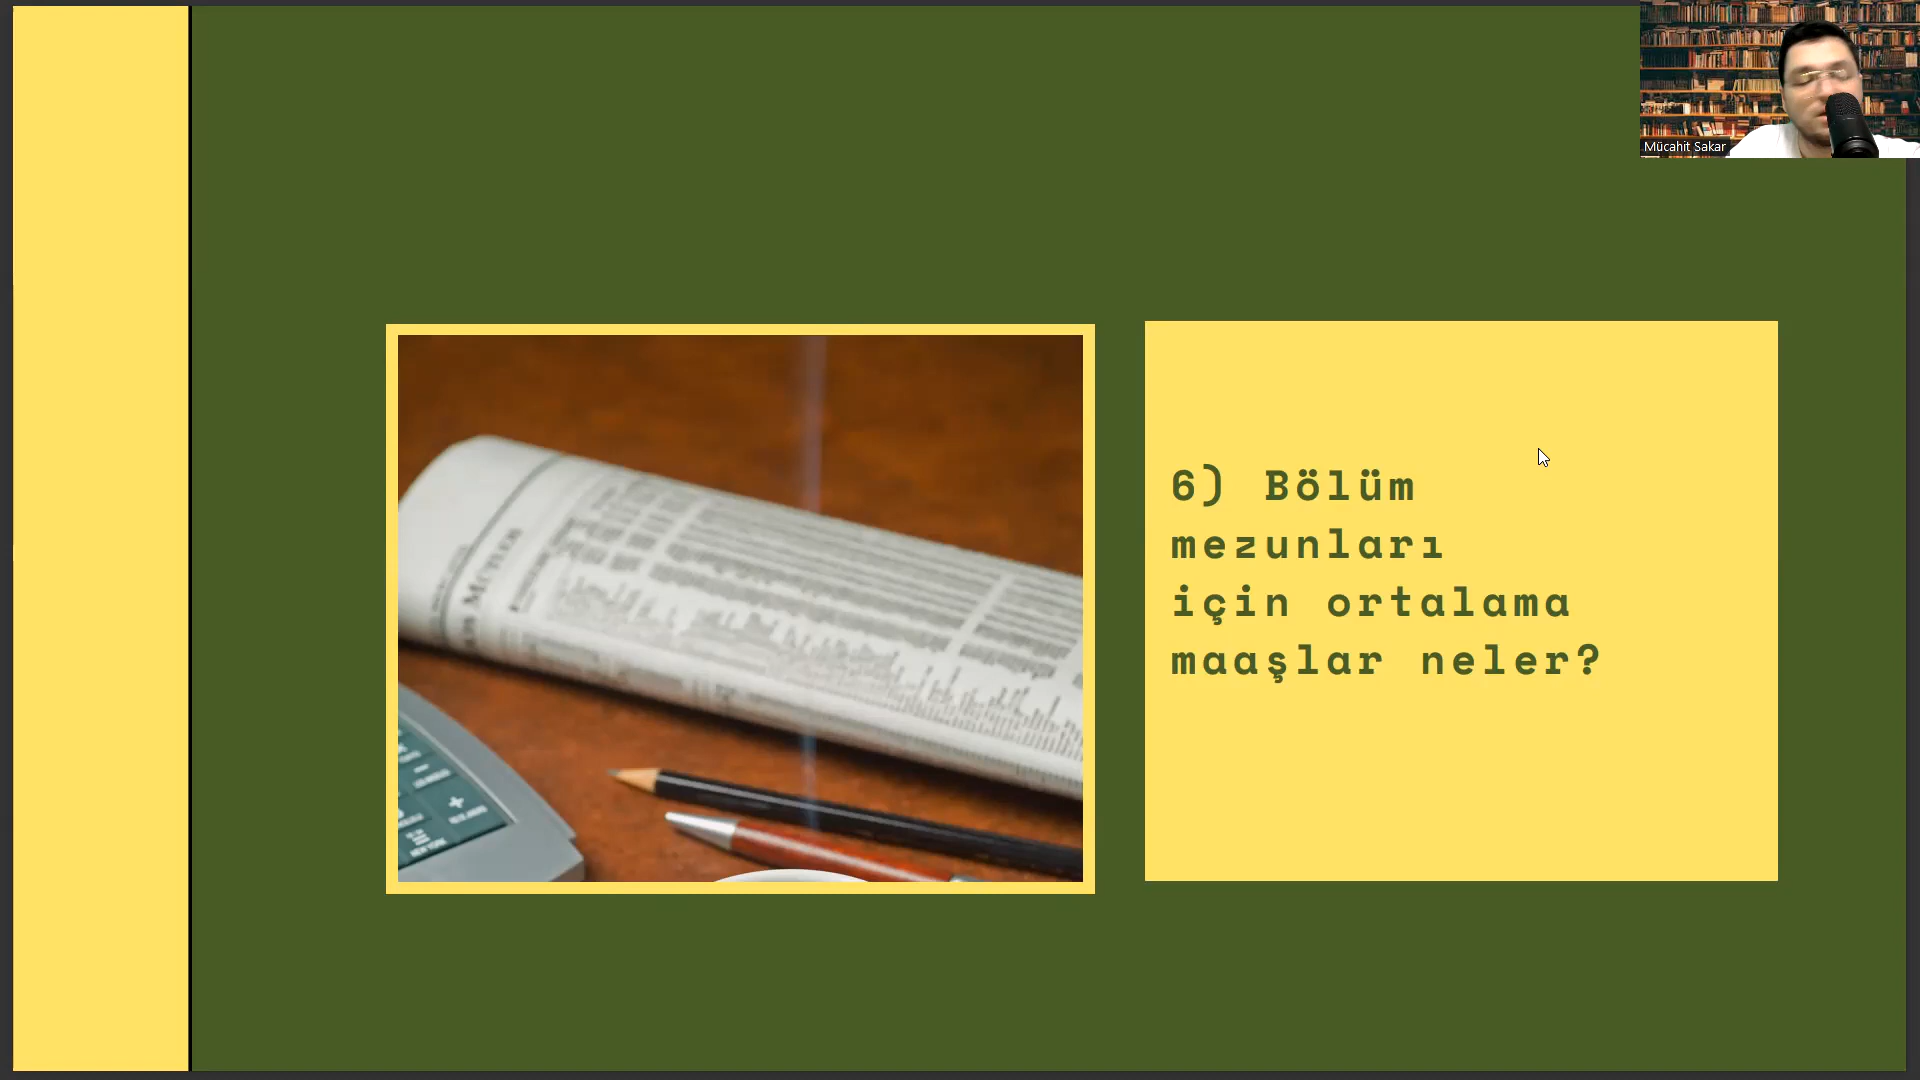 Mücahit Sakar
6) Bölüm
mezunları
için ortalama
maaşlar neler?